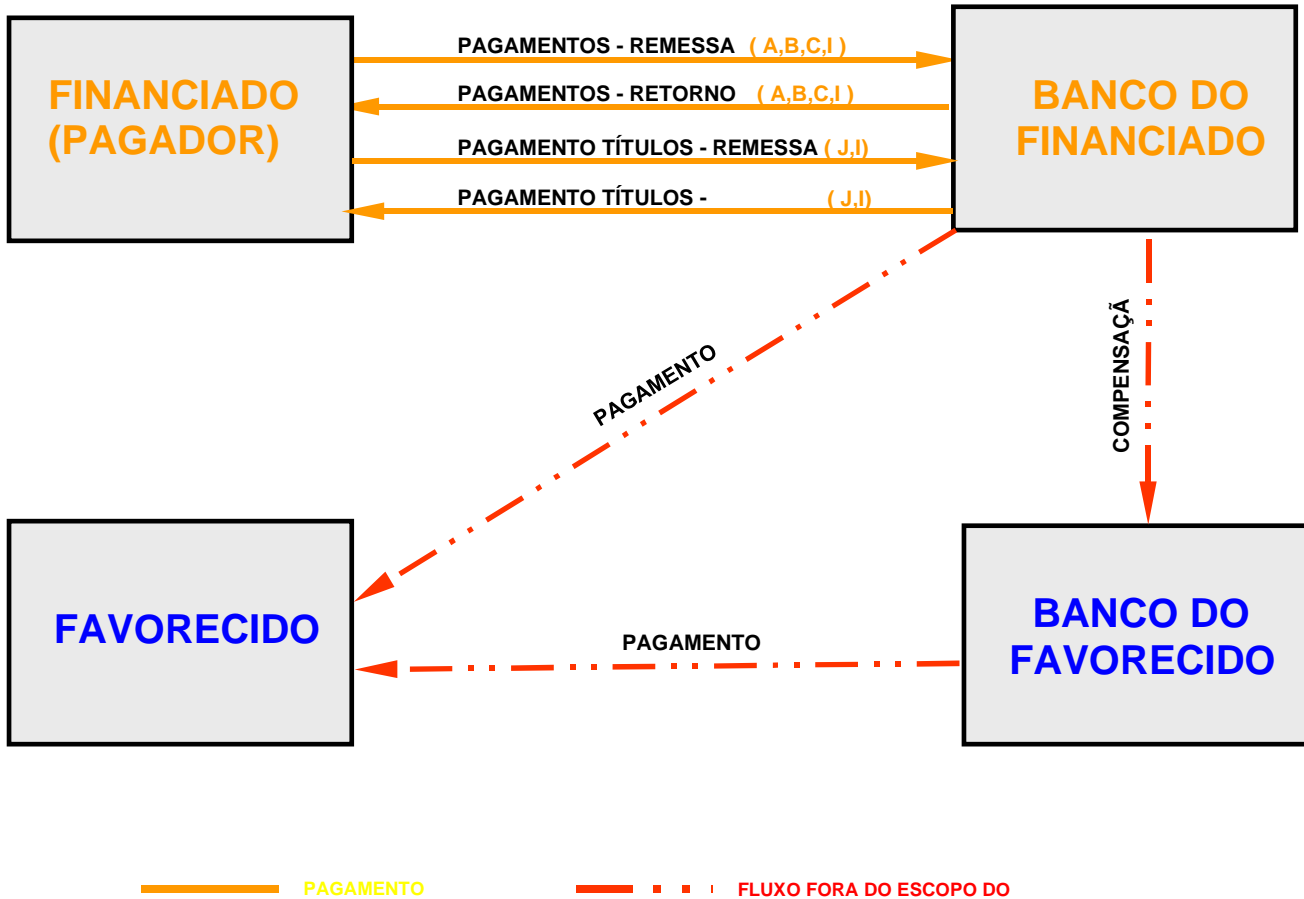 PAGAMENTOS - REMESSA ( A,B,C,I )
FINANCIADO
(PAGADOR)
PAGAMENTOS - RETORNO ( A,B,C,I )
PAGAMENTO TÍTULOS - REMESSA ( J,I)
PAGAMENTO TÍTULOS - ( J,I)
BANCO DO
FINANCIADO
PAGAMENTO
COMPENSAÇÃ
FAVORECIDO
PAGAMENTO
BANCO DO
FAVORECIDO
PAGAMENTO
FLUXO FORA DO ESCOPO DO